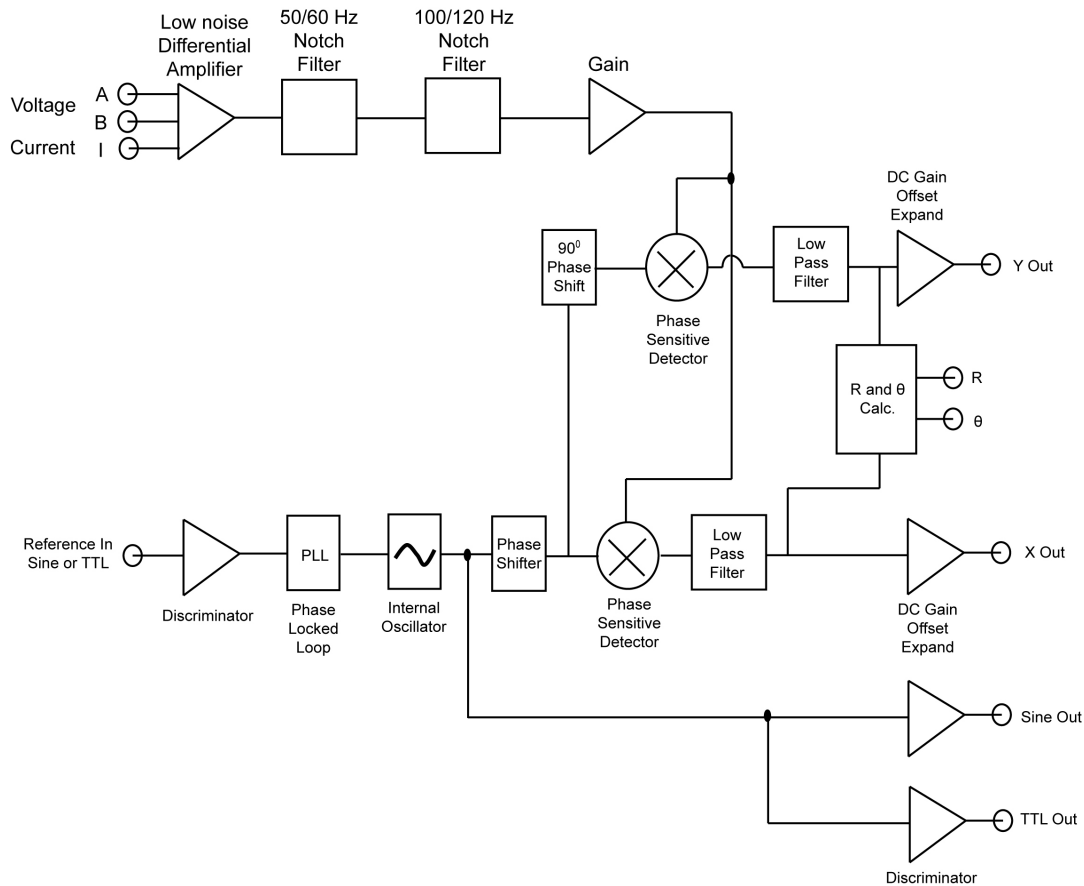 Low noise
Differential
Amplifier
50/60 Hz
Notch
Filter
100/120 Hz
Notch
Filter
Gain
Voltage
A
B
Current
I
DC Gain
Offset
Expand
90⁰
Phase
Shift
Low
Pass
Filter
Y Out
Phase
Sensitive
Detector
R and θ
Calc.
R
θ
Reference In
Sine or TTL
Discriminator
PLL
Phase
Locked
Loop
Internal
Oscillator
Phase
Shifter
Phase
Sensitive
Detector
Low
Pass
Filter
X Out
DC Gain
Offset
Expand
Sine Out
TTL Out
Discriminator